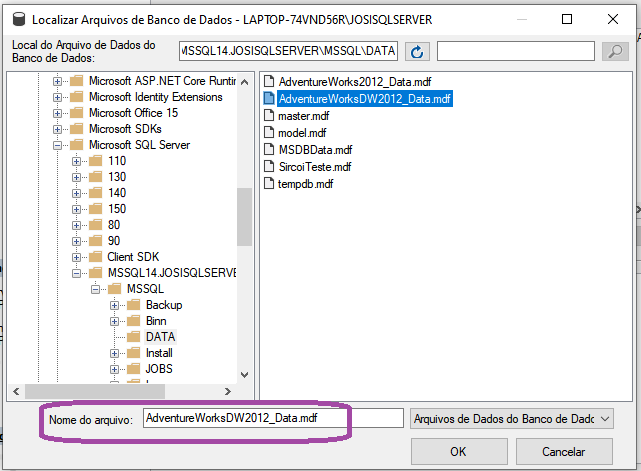 Localizar Arquivos de Banco de Dados - LAPTOP-74VND56R\JOSISQLSERVER
Local do Arquivo de Dados do
Banco de Dados:
MSSQL14.JOSISQLSERVER\MSSQL\DATA
Microsoft ASP.NET Core Runtin
Microsoft Identity Extensions
Microsoft Office 15
Microsoft SDKs
Microsoft SQL Server
110
130
140
150
80
90
Client SDK
MSSQL14.JOSISQLSERVE
MSSQL
Backup
Binn
DATA
Install
JOBS
AdventureWorks2012_Data.mdf
AdventureWorksDW2012_Data.mdf
master.mdf
model.mdf
MSDBData.mdf
SircoiTeste.mdf
tempdb.mdf
Nome do arquivo:
AdventureWorksDW2012_Data.mdf
Arquivos de Dados do Banco de Dadc
OK
Cancelar